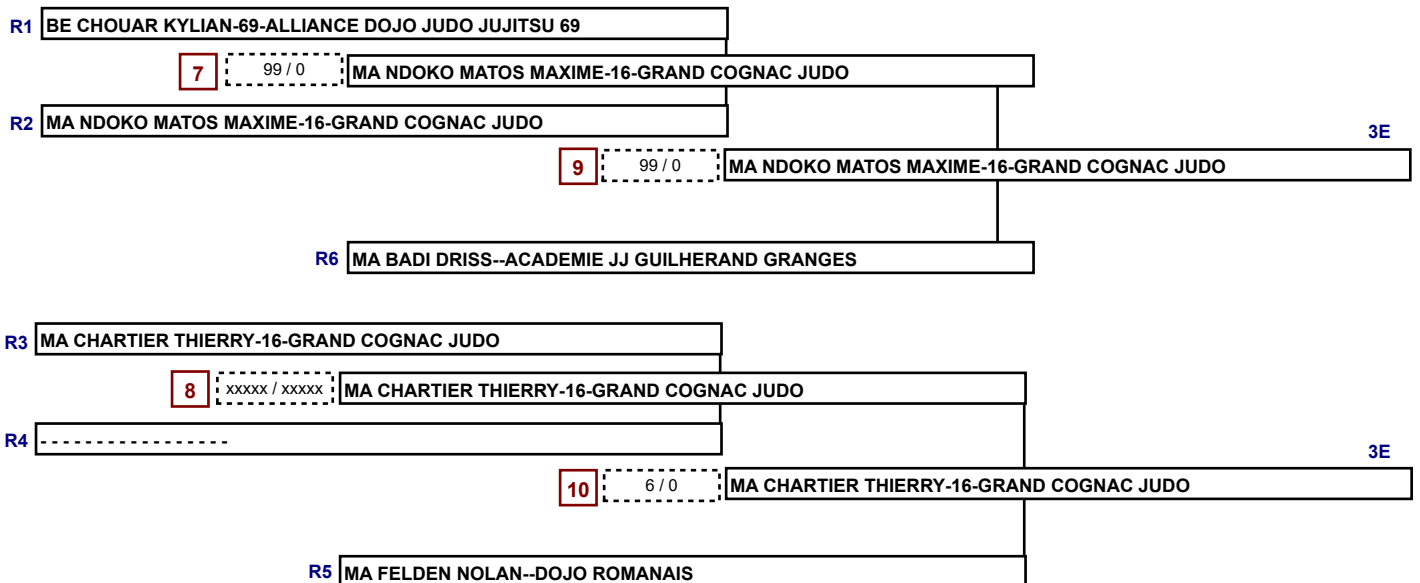 R1 BE CHOUAR KYLIAN-69-ALLIANCE DOJO JUDO JUJITSU 69
7 99 / 0 MA NDOKO MATOS MAXIME-16-GRAND COGNAC JUDO
R2 MA NDOKO MATOS MAXIME-16-GRAND COGNAC JUDO
3E
9 99 / 0 MA NDOKO MATOS MAXIME-16-GRAND COGNAC JUDO
R6 MA BADI DRISS--ACADEMIE JJ GUILHERAND GRANGES
R3 MA CHARTIER THIERRY-16-GRAND COGNAC JUDO
8 xxxxx / xxxxx MA CHARTIER THIERRY-16-GRAND COGNAC JUDO
R4 - - - - - - - - - - - - - - - - -
3E
10 6 / 0 MA CHARTIER THIERRY-16-GRAND COGNAC JUDO
R5 MA FELDEN NOLAN--DOJO ROMANAIS